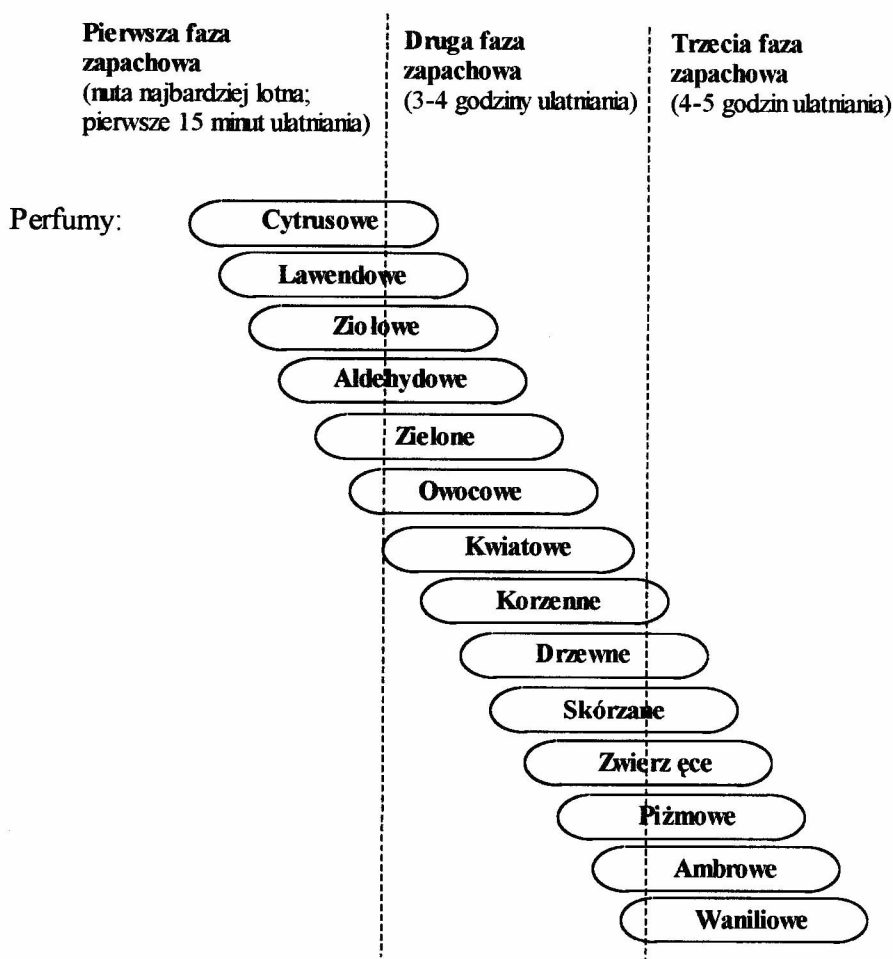 Pierwsza faza
zapachowa
(nuta najbardziej lotna;
pierwsze 15 minut ulatniania)
Druga faza
zapachowa
(3-4 godziny ulatniania)
Trzecia faza
zapachowa
(4-5 godzin ulatniania)
Perfumy:
Cytrusowe
Lawendowe
Ziołowe
Aldehydowe
Zielone
Owocowe
Kwiatowe
Korzenne
Drzewne
Skórzane
Zwierz ęce
Piżmowe
Ambrowe
Waniliowe